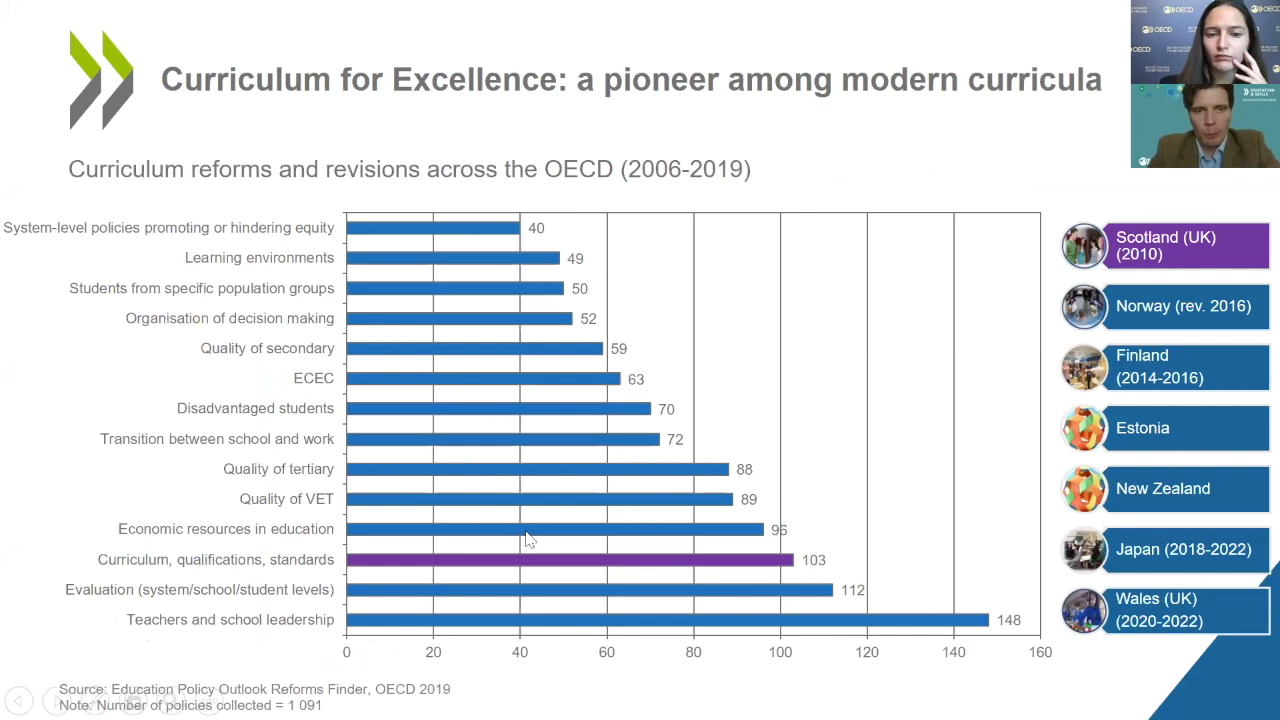 Curriculum for Excellence: a pioneer among modern curricula
Curriculum reforms and revisions across the OECD (2006-2019)
System-level policies promoting or hindering equity 40
Learning environments 49
Students from specific population groups 50
Organisation of decision making 52
Quality of secondary 59
ECEC 63
Disadvantaged students 70
Transition between school and work 72
Quality of tertiary 88
Quality of VET 89
Economic resources in education 96
Curriculum, qualifications, standards 103
Evaluation (system/school/student levels) 112
Teachers and school leadership 148
0 20 40 60 80 100 120 140 160
Source: Education Policy Outlook Reforms Finder, OECD 2019
Note: Number of policies collected = 1 091
Scotland (UK)
(2010)
Norway (rev. 2016)
Finland
(2014-2016)
Estonia
New Zealand
Japan (2018-2022)
Wales (UK)
(2020-2022)
OECD
OECD
OECD
OECD
EDUCATION
& SKILLS